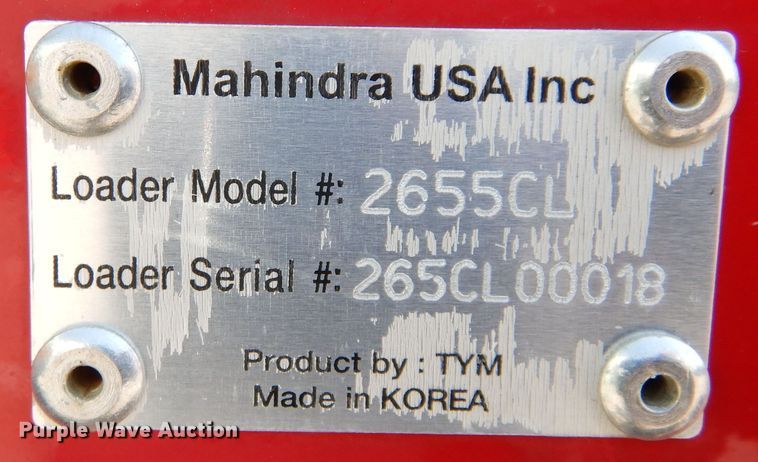 Mahindra USA Inc
Loader Model #: 2655CL
Loader Serial #: 265CL00018
Product by : TYM
Made in KOREA
Purple Wave Auction